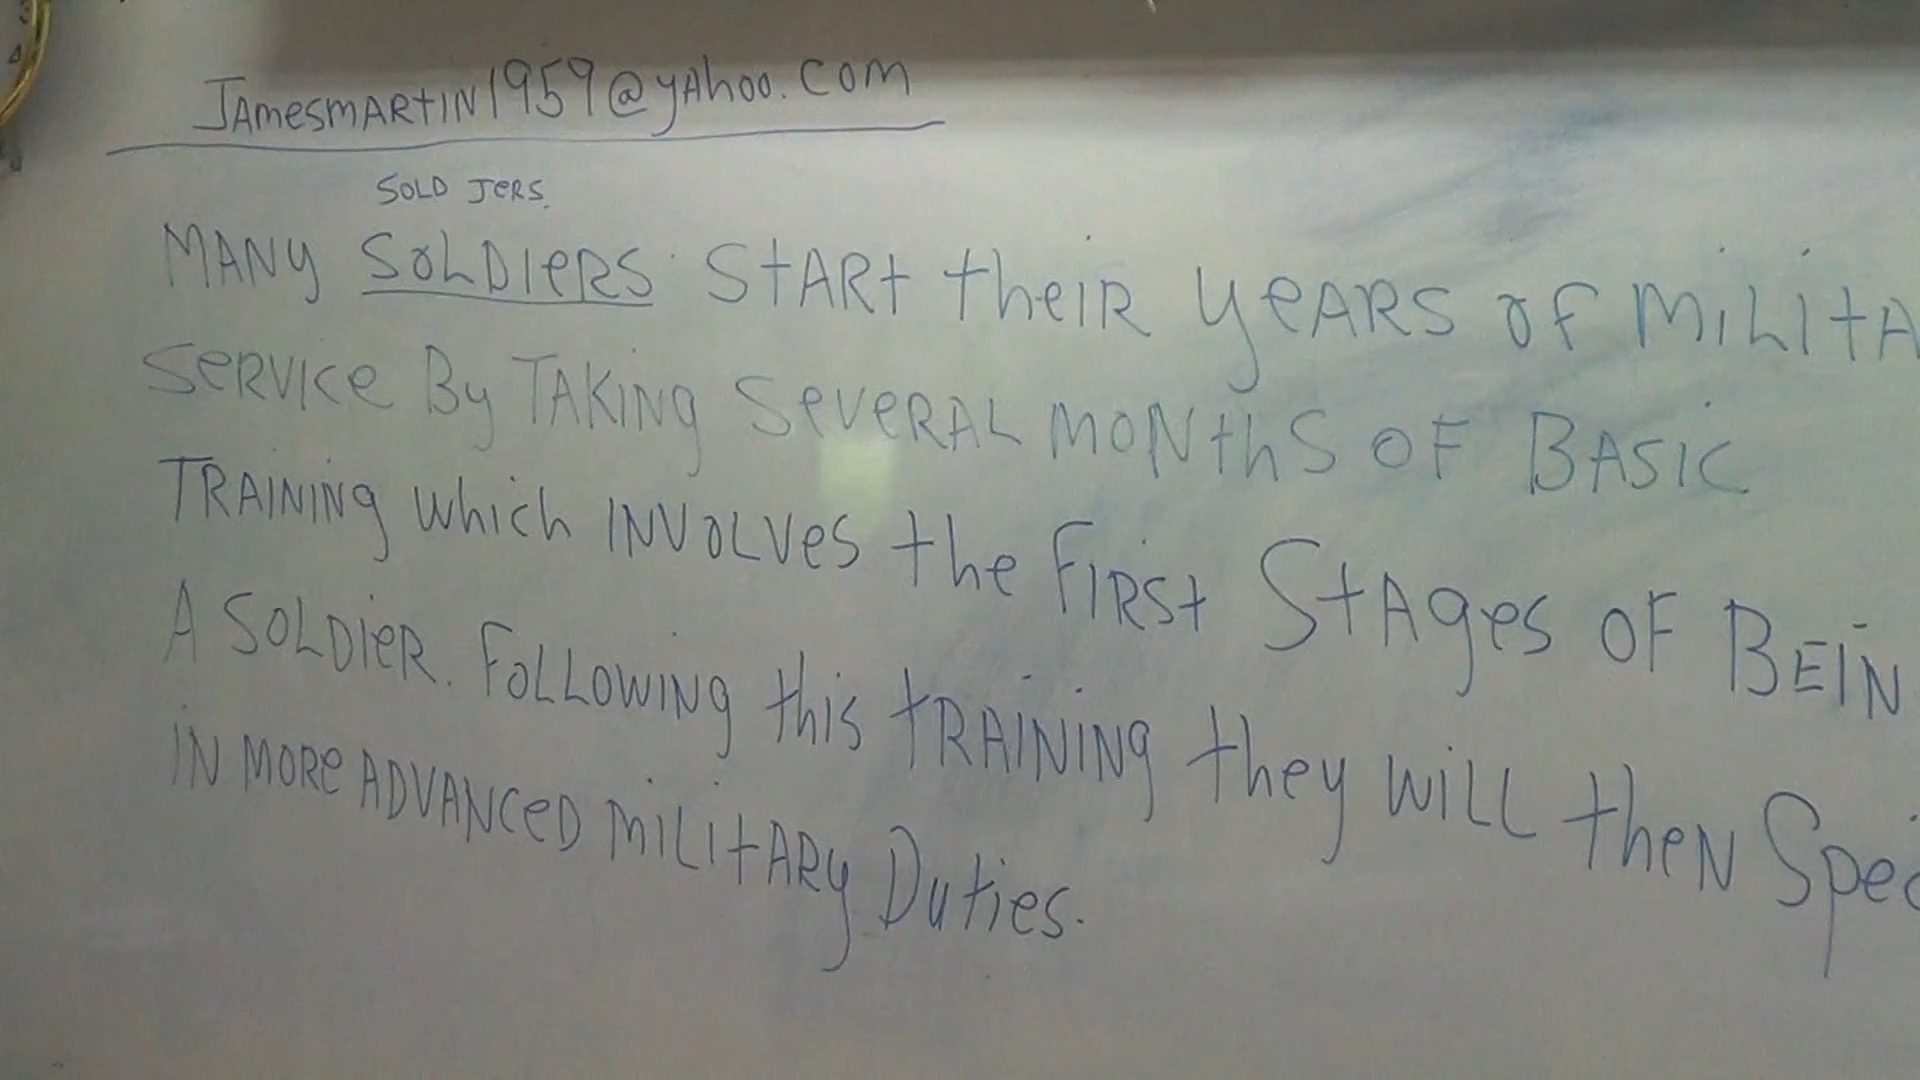 JAMESMARTIN1959@yahoo.com
SOLD JERS
MANY SOLDIERS START their years of MILITA
SERVICE By TAKING SEVERAL MONths OF BASIC
TRAINING which INVOLVES the FIRST StAges OF BEIN
A SOLDIER. FOLLOWING this tRAINING they will then Spec
IN MORE ADVANCED MILITARY Duties.